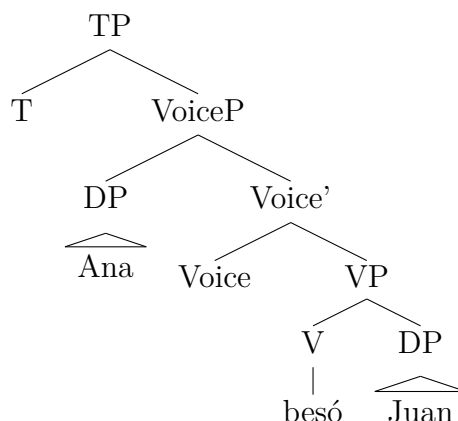 TP
T VoiceP
DP Voice'
Ana Voice VP
V DP
besó Juan